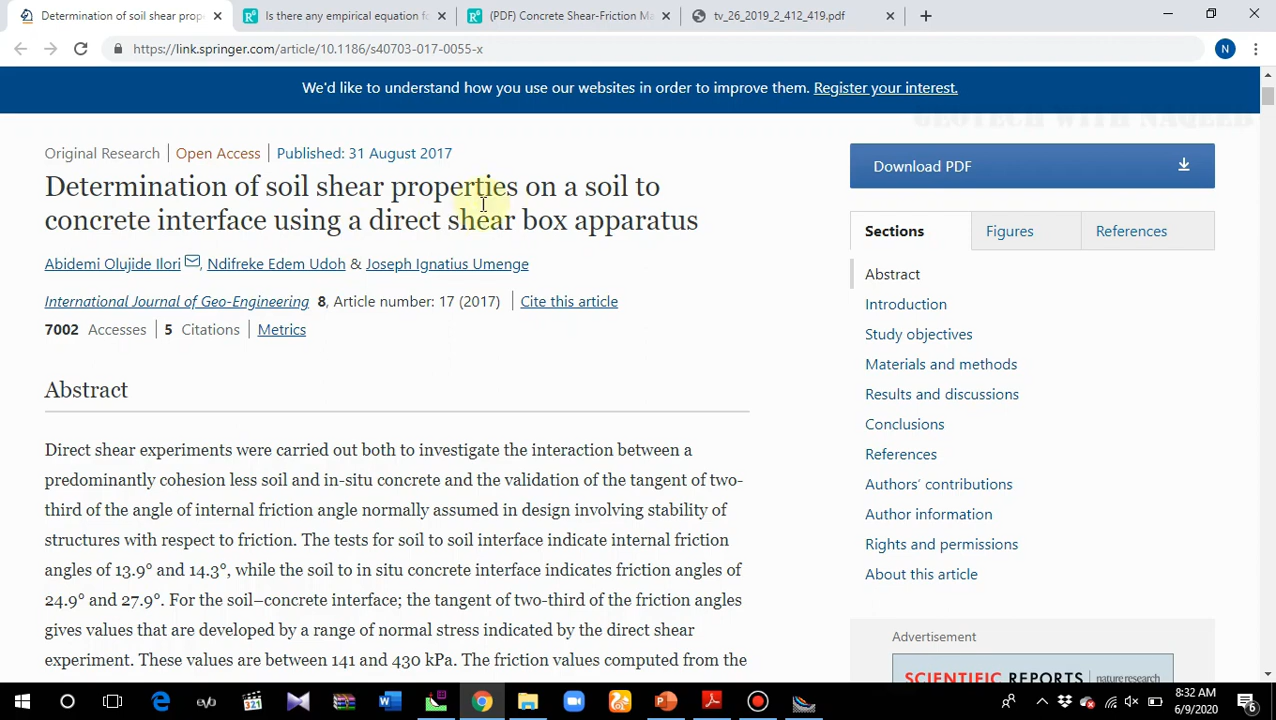 Determination of soil shear prop
Is there any empirical equation fo
(PDF) Concrete Shear-Friction Ma
tv_26_2019_2_412_419.pdf
https://link.springer.com/article/10.1186/s40703-017-0055-x
N
We'd like to understand how you use our websites in order to improve them. Register your interest.
GEOTECH WITH NAQEEB
Original Research | Open Access | Published: 31 August 2017
Determination of soil shear properties on a soil to
concrete interface using a direct shear box apparatus
Abidemi Olujide Ilori, Ndifreke Edem Udoh & Joseph Ignatius Umenge
International Journal of Geo-Engineering 8, Article number: 17 (2017) | Cite this article
7002 Accesses | 5 Citations | Metrics
Abstract
Direct shear experiments were carried out both to investigate the interaction between a
predominantly cohesion less soil and in-situ concrete and the validation of the tangent of two-
third of the angle of internal friction angle normally assumed in design involving stability of
structures with respect to friction. The tests for soil to soil interface indicate internal friction
angles of 13.9° and 14.3°, while the soil to in situ concrete interface indicates friction angles of
24.9° and 27.9°. For the soil–concrete interface; the tangent of two-third of the friction angles
gives values that are developed by a range of normal stress indicated by the direct shear
experiment. These values are between 141 and 430 kPa. The friction values computed from the
Download PDF
Sections
Figures
References
Abstract
Introduction
Study objectives
Materials and methods
Results and discussions
Conclusions
References
Authors' contributions
Author information
Rights and permissions
About this article
Advertisement
SCIENTIFIC REPORTS
nature research
8:32 AM
6/9/2020
6